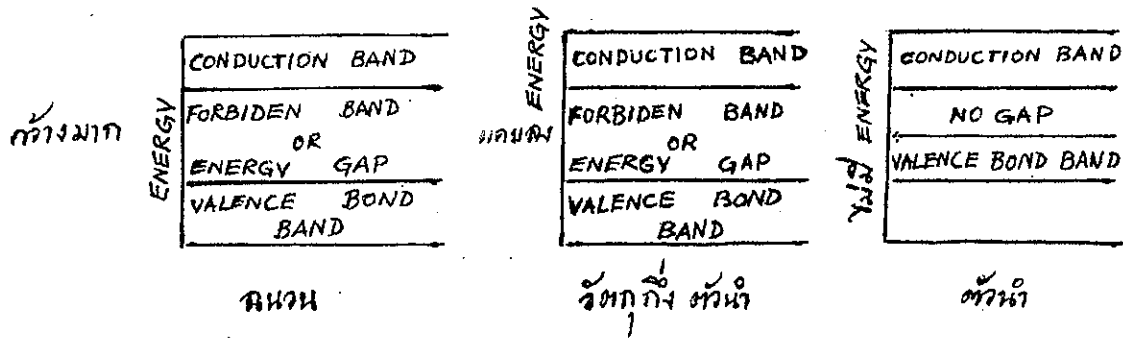 กว้างมาก
ENERGY
CONDUCTION BAND
FORBIDEN BAND
OR
ENERGY GAP
VALENCE BOND
BAND
ฉนวน
แคบลง
ENERGY
CONDUCTION BAND
FORBIDEN BAND
OR
ENERGY GAP
VALENCE BOND
BAND
วัตถุกึ่ง ตัวนำ
ไม่มี
ENERGY
CONDUCTION BAND
NO GAP
VALENCE BOND BAND
ตัวนำ